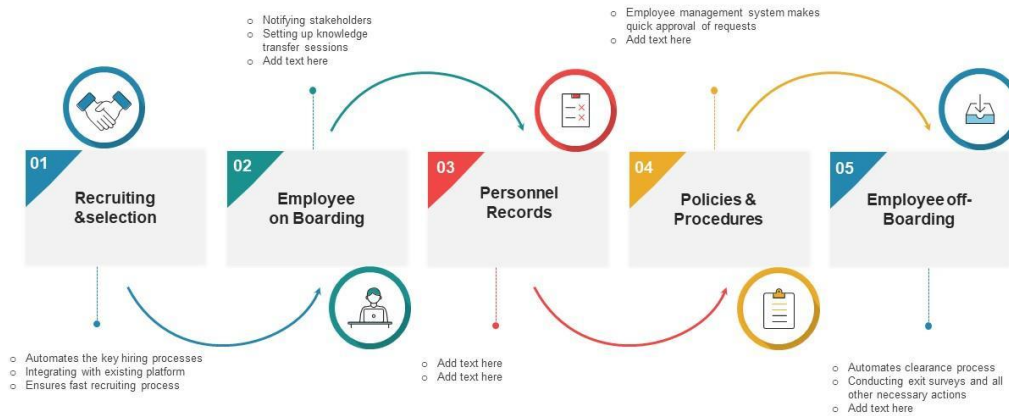 ○ Notifying stakeholders
○ Setting up knowledge
transfer sessions
○ Add text here
○ Employee management system makes
quick approval of requests
○ Add text here
01
Recruiting
&selection
02
Employee
on Boarding
03
Personnel
Records
04
Policies &
Procedures
05
Employee off-
Boarding
○ Automates the key hiring processes
○ Integrating with existing platform
○ Ensures fast recruiting process
○ Add text here
○ Add text here
○ Automates clearance process
○ Conducting exit surveys and all
other necessary actions
○ Add text here